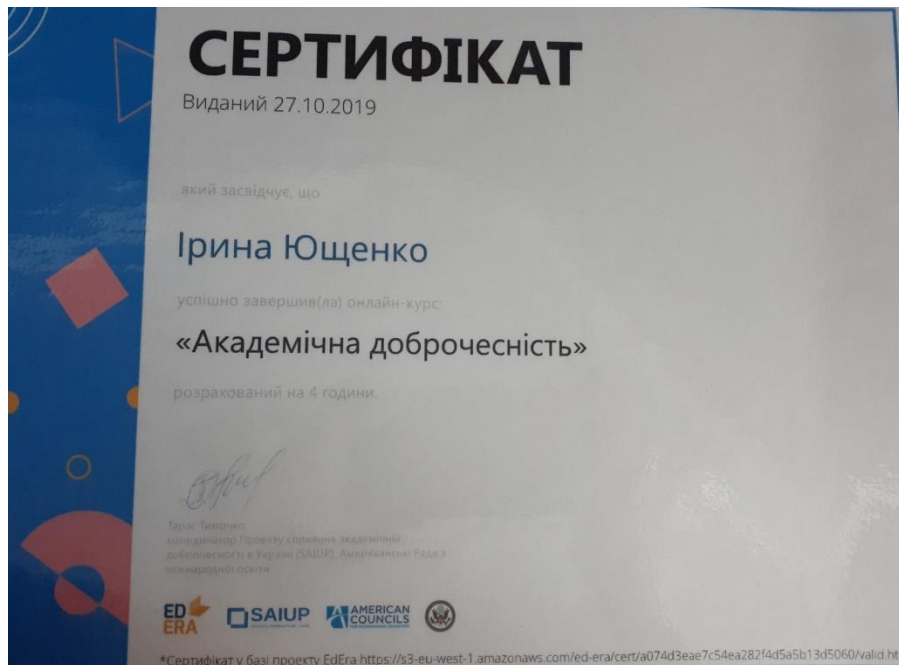 СЕРТИФІКАТ
Виданий 27.10.2019
який засвідчує, що
Ірина Ющенко
успішно завершив(ла) онлайн-курс:
«Академічна доброчесність»
розрахований на 4 години.
Тарас Тимочко,
координатор Проекту сприяння академічній
доброчесності в Україні (SAIUP), Американські Ради з
міжнародної освіти
ED ERA
SAIUP
AMERICAN COUNCILS
*Сертифікат у базі проекту EdEra https://s3-eu-west-1.amazonaws.com/ed-era/cert/a074d3eae7c54ea282f4d5a5b13d5060/valid.ht